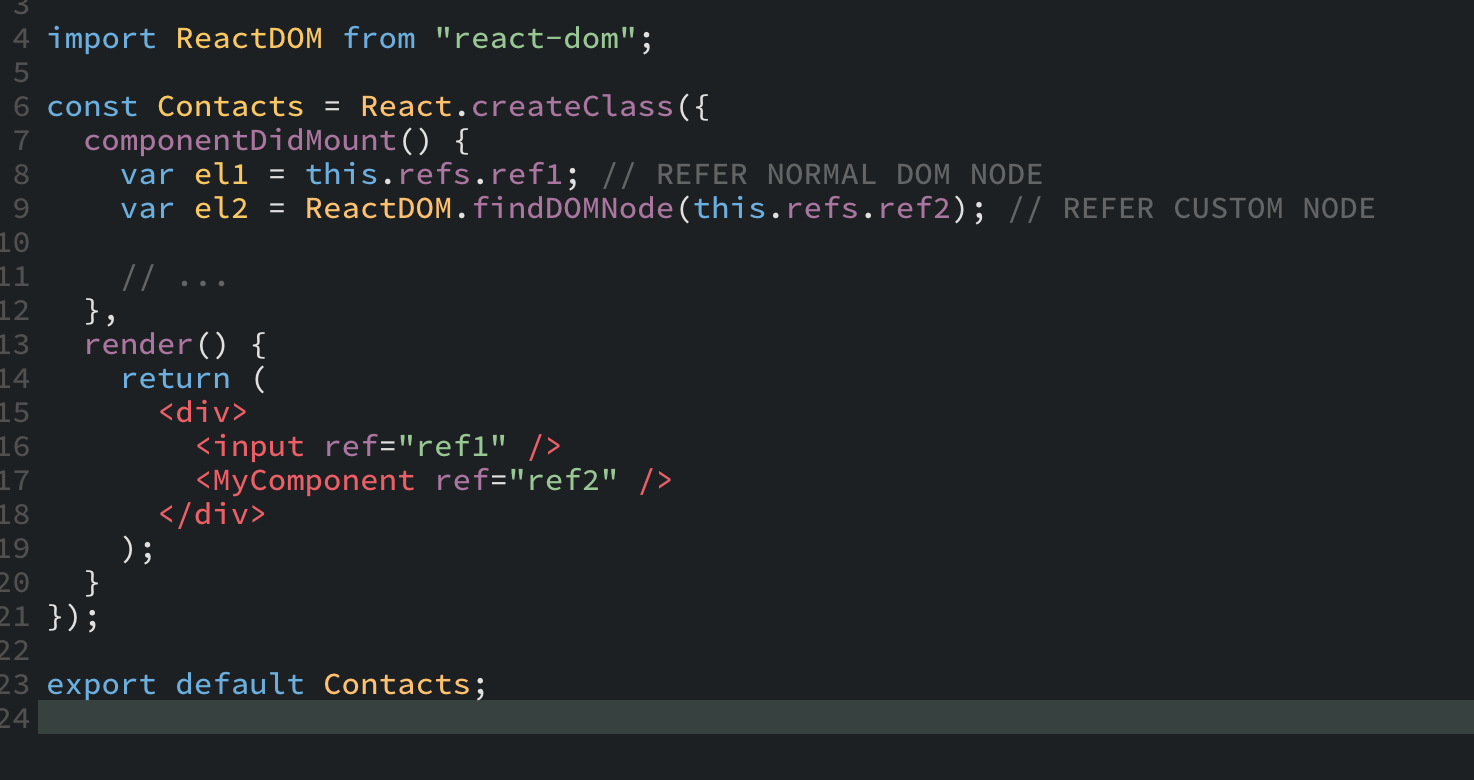 3
4 import ReactDOM from "react-dom";
5
6 const Contacts = React.createClass({
7   componentDidMount() {
8     var el1 = this.refs.ref1; // REFER NORMAL DOM NODE
9     var el2 = ReactDOM.findDOMNode(this.refs.ref2); // REFER CUSTOM NODE
10
11     // ...
12   },
13   render() {
14     return (
15       <div>
16         <input ref="ref1" />
17         <MyComponent ref="ref2" />
18       </div>
19     );
20   }
21 });
22
23 export default Contacts;
24